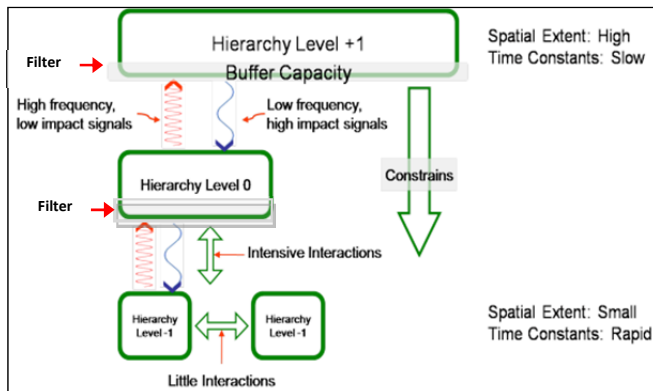 Hierarchy Level +1
Buffer Capacity
Filter
Spatial Extent: High
Time Constants: Slow
High frequency,
low impact signals
Low frequency,
high impact signals
Hierarchy Level 0
Constrains
Filter
Intensive Interactions
Hierarchy
Level -1
Hierarchy
Level -1
Spatial Extent: Small
Time Constants: Rapid
Little Interactions